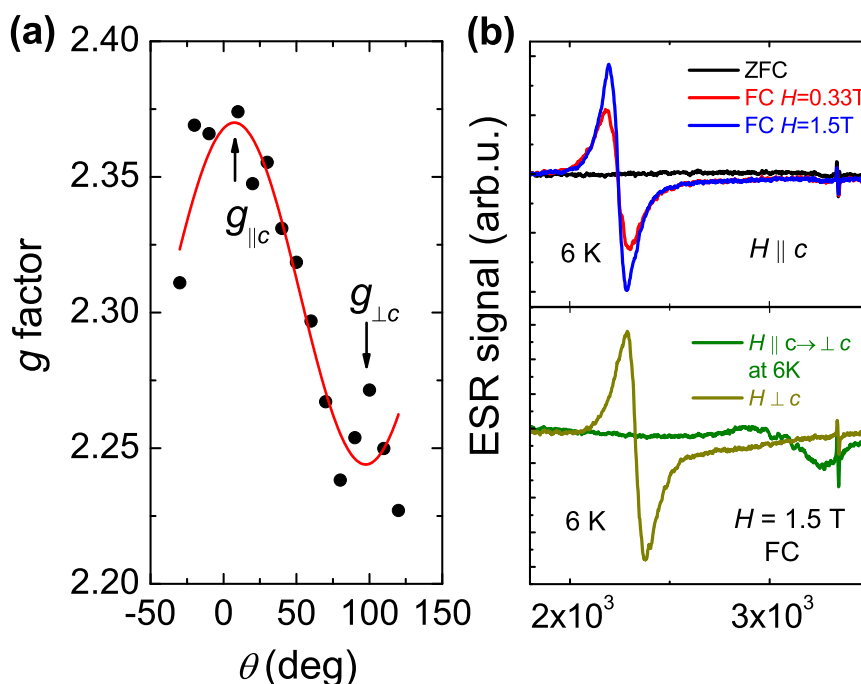 (a)
2.40
2.35
2.30
2.25
2.20
g factor
g∥c
g⊥c
-50 0 50 100 150
θ (deg)
(b)
ESR signal (arb.u.)
ZFC
FC H=0.33T
FC H=1.5T
6 K
H ∥ c
H ∥ c→⊥ c
at 6K
H ⊥ c
6 K
H = 1.5 T
FC
2x10³ 3x10³